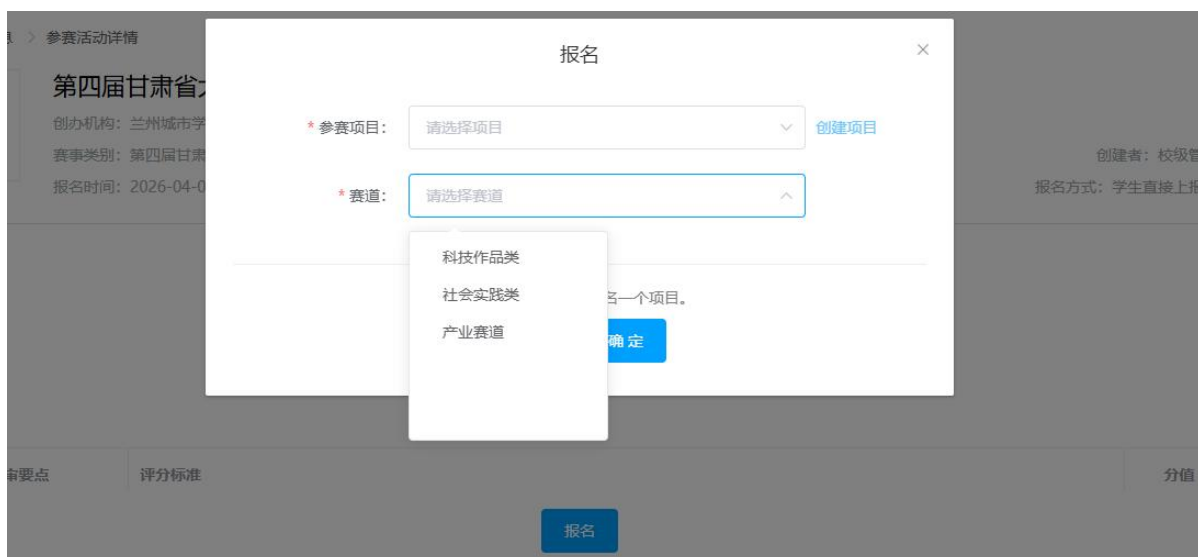 参赛活动详情
报名
第四届甘肃省
创办机构：兰州城市学
* 参赛项目： 请选择项目 创建项目
赛事类别：第四届甘肃
创建者：校级管
报名时间：2026-04-0
* 赛道： 请选择赛道
报名方式：学生直接上报
科技作品类
社会实践类
名一个项目。
产业赛道
确定
审要点 评分标准 分值
报名